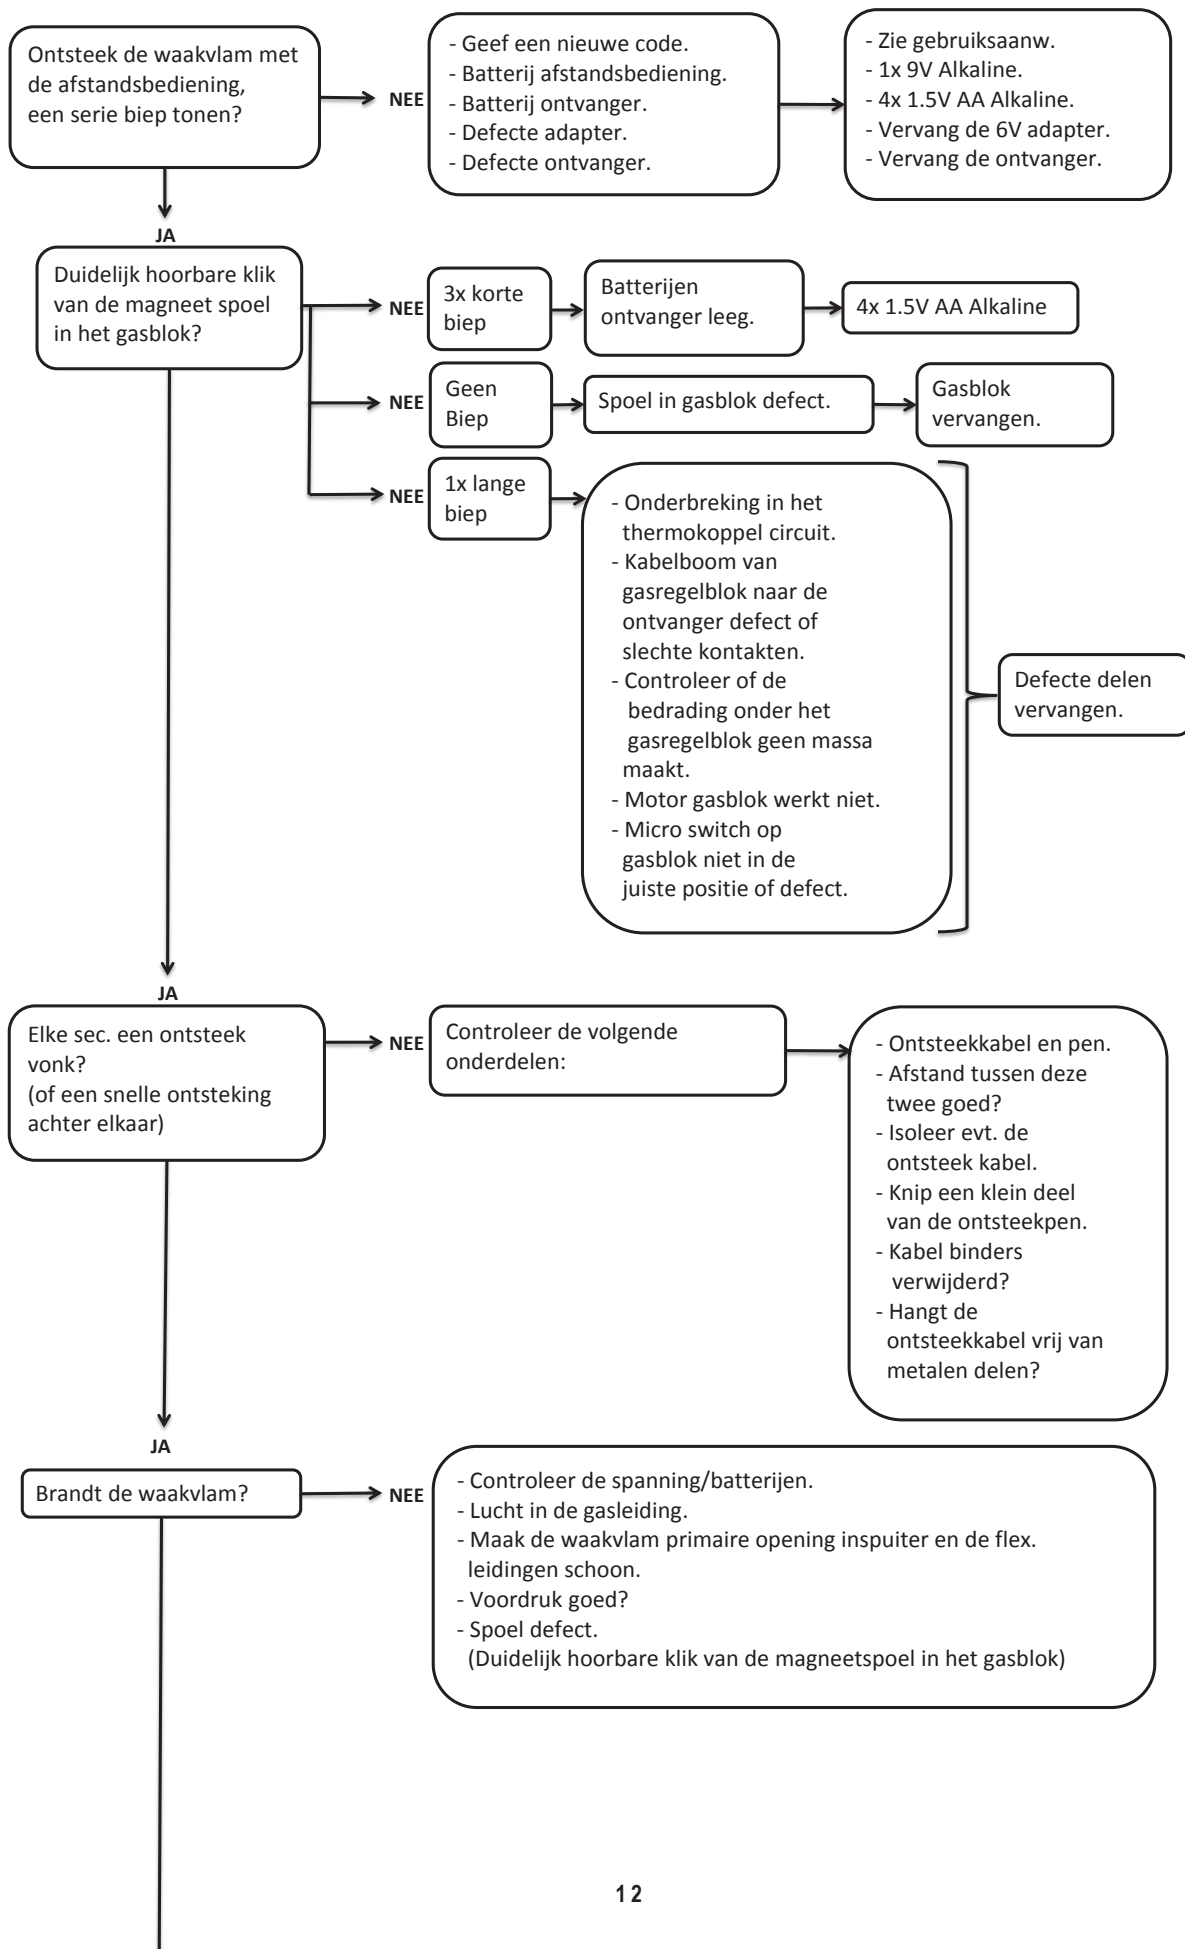 Ontsteek de waakvlam met
de afstandsbediening,
een serie biep tonen?
NEE
- Geef een nieuwe code.
- Batterij afstandsbediening.
- Batterij ontvanger.
- Defecte adapter.
- Defecte ontvanger.
- Zie gebruiksaanw.
- 1x 9V Alkaline.
- 4x 1.5V AA Alkaline.
- Vervang de 6V adapter.
- Vervang de ontvanger.
JA
Duidelijk hoorbare klik
van de magneet spoel
in het gasblok?
NEE
3x korte
biep
Batterijen
ontvanger leeg.
4x 1.5V AA Alkaline
NEE
Geen
Biep
Spoel in gasblok defect.
Gasblok
vervangen.
NEE
1x lange
biep
- Onderbreking in het
thermokoppel circuit.
- Kabelboom van
gasregelblok naar de
ontvanger defect of
slechte kontakten.
- Controleer of de
bedrading onder het
gasregelblok geen massa
maakt.
- Motor gasblok werkt niet.
- Micro switch op
gasblok niet in de
juiste positie of defect.
Defecte delen
vervangen.
JA
Elke sec. een ontsteek
vonk?
(of een snelle ontsteking
achter elkaar)
NEE
Controleer de volgende
onderdelen:
- Ontsteekkabel en pen.
- Afstand tussen deze
twee goed?
- Isoleer evt. de
ontsteek kabel.
- Knip een klein deel
van de ontsteekpen.
- Kabel binders
verwijderd?
- Hangt de
ontsteekkabel vrij van
metalen delen?
JA
Brandt de waakvlam?
NEE
- Controleer de spanning/batterijen.
- Lucht in de gasleiding.
- Maak de waakvlam primaire opening inspuiter en de flex.
leidingen schoon.
- Voordruk goed?
- Spoel defect.
(Duidelijk hoorbare klik van de magneetspoel in het gasblok)
12